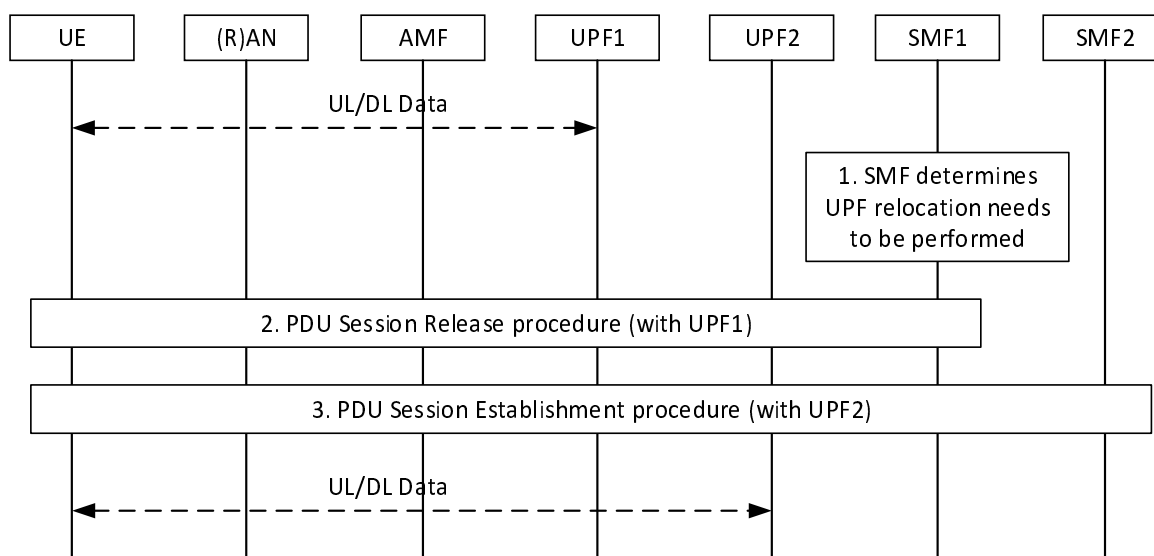 UE
(R)AN
AMF
UPF1
UPF2
SMF1
SMF2
UL/DL Data
1. SMF determines
UPF relocation needs
to be performed
2. PDU Session Release procedure (with UPF1)
3. PDU Session Establishment procedure (with UPF2)
UL/DL Data